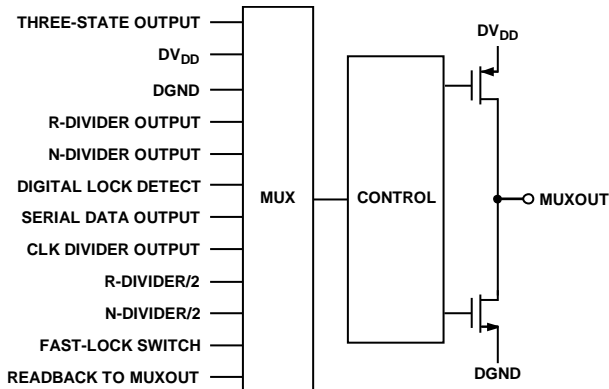 THREE-STATE OUTPUT
DVDD
DGND
R-DIVIDER OUTPUT
N-DIVIDER OUTPUT
DIGITAL LOCK DETECT
SERIAL DATA OUTPUT
CLK DIVIDER OUTPUT
R-DIVIDER/2
N-DIVIDER/2
FAST-LOCK SWITCH
READBACK TO MUXOUT
MUX
CONTROL
DVDD
MUXOUT
DGND